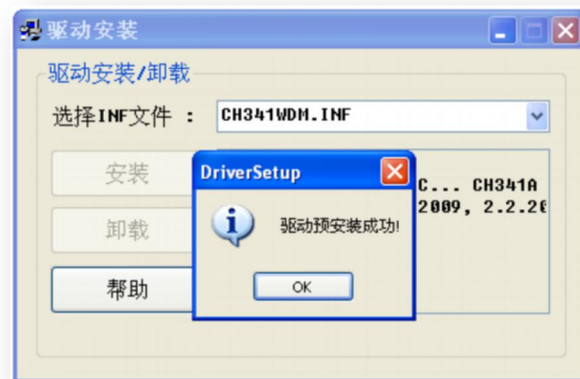 驱动安装
驱动安装/卸载
选择INF文件 :
CH341WDM.INF
安装
卸载
帮助
C... CH341A
2009, 2.2.20
DriverSetup
驱动预安装成功!
OK